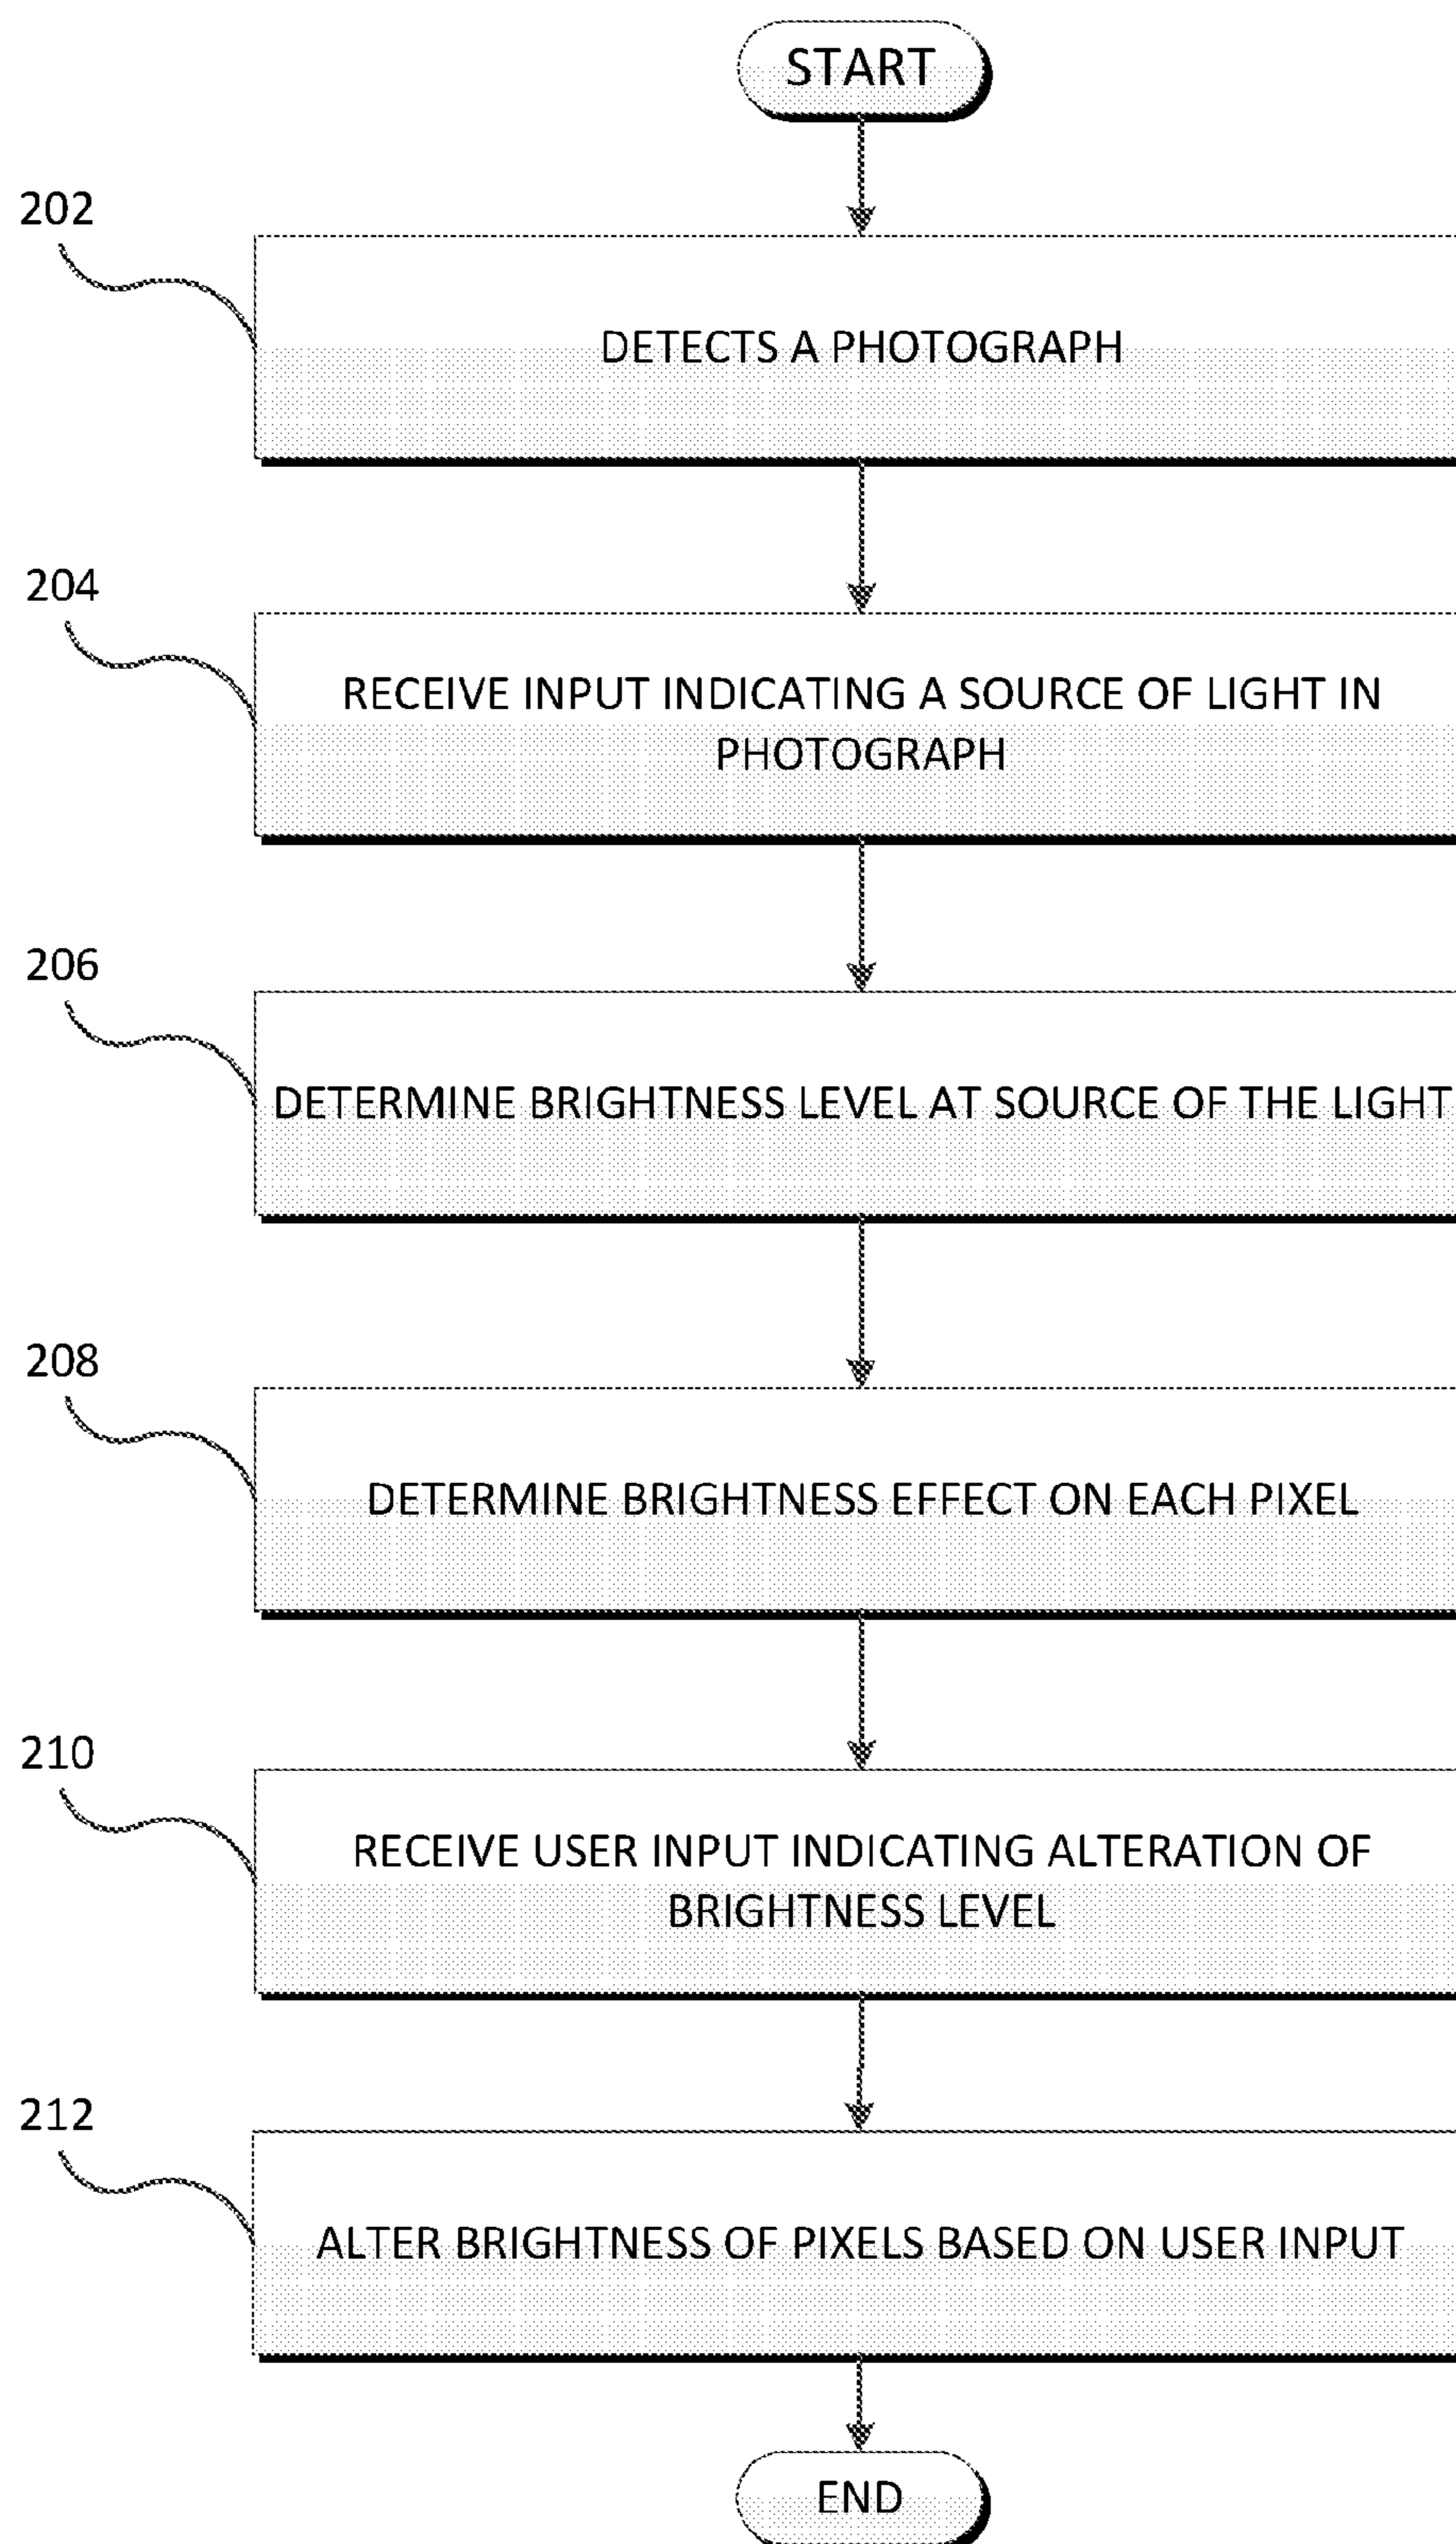 START
202
DETECTS A PHOTOGRAPH
204
RECEIVE INPUT INDICATING A SOURCE OF LIGHT IN
PHOTOGRAPH
206
DETERMINE BRIGHTNESS LEVEL AT SOURCE OF THE LIGHT
208
DETERMINE BRIGHTNESS EFFECT ON EACH PIXEL
210
RECEIVE USER INPUT INDICATING ALTERATION OF
BRIGHTNESS LEVEL
212
ALTER BRIGHTNESS OF PIXELS BASED ON USER INPUT
END